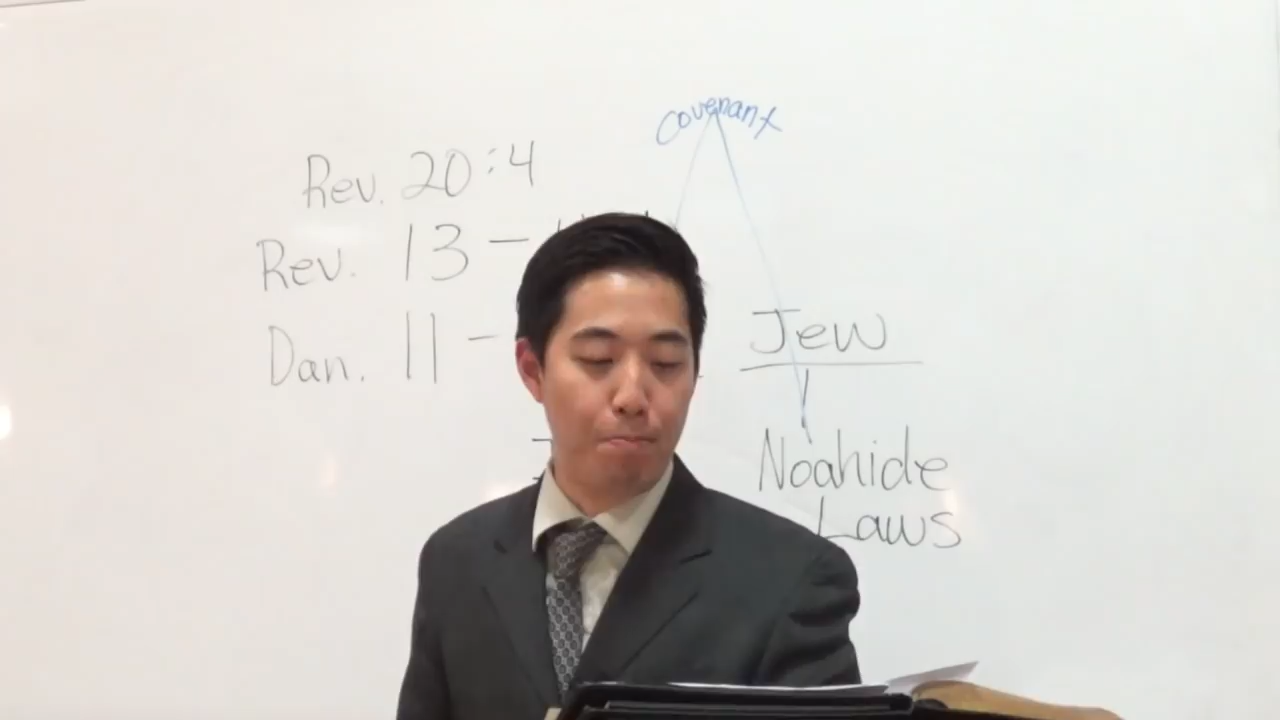 covenant
Rev. 20:4
Rev. 13 –
Dan. 11 –
Jew
Noahide
Laws